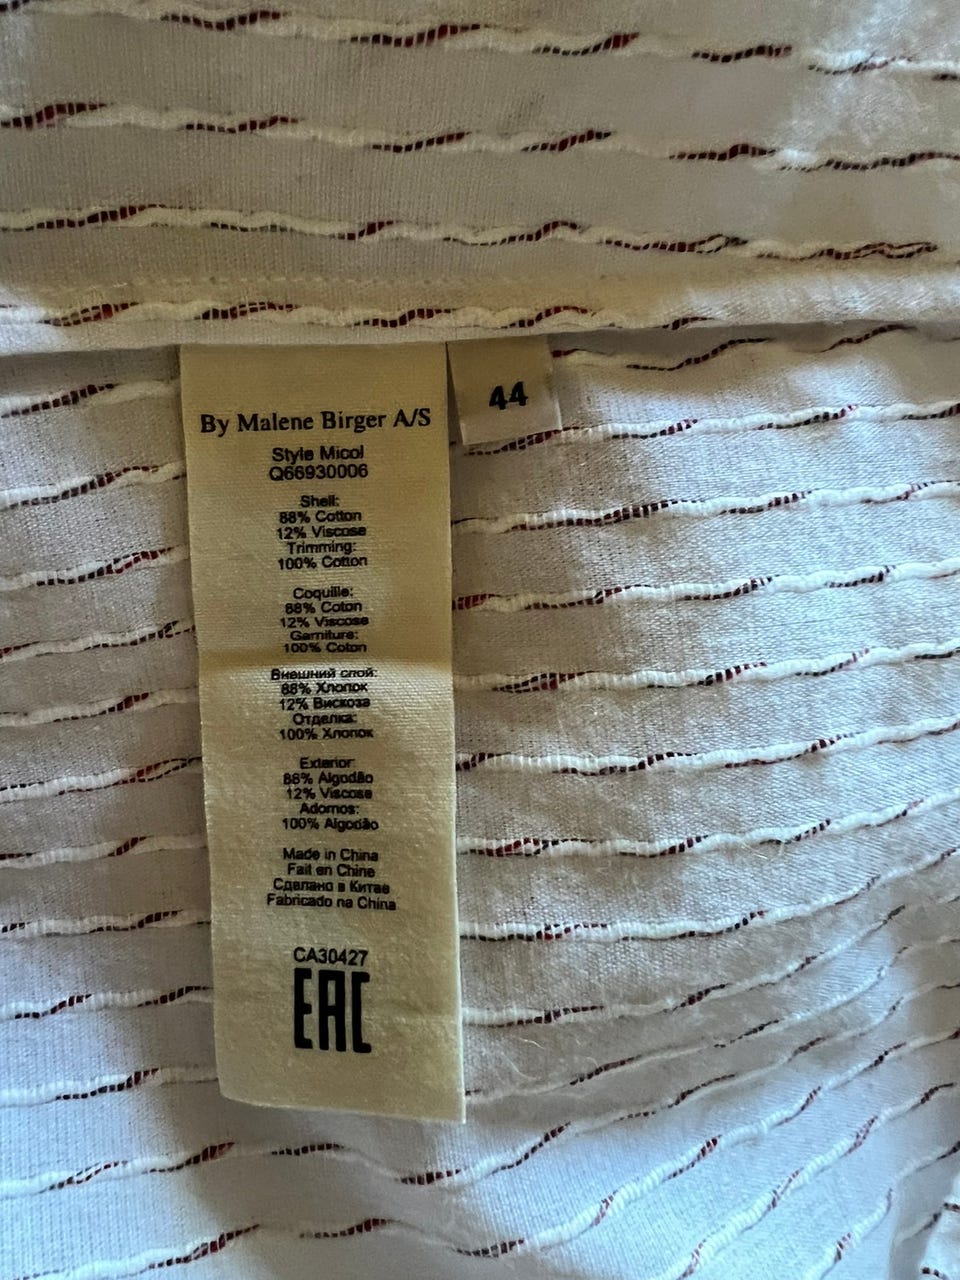 By Malene Birger A/S
44
Style Micol
Q66930006
Shell:
88% Cotton
12% Viscose
Trimming:
100% Cotton
Coquille:
88% Coton
12% Viscose
Garniture:
100% Coton
Внешний слой:
88% Хлопок
12% Вискоза
Отделка:
100% Хлопок
Exterior:
88% Algodão
12% Viscose
Adornos:
100% Algodão
Made in China
Fait en Chine
Сделано в Китае
Fabricado na China
CA30427
EAC